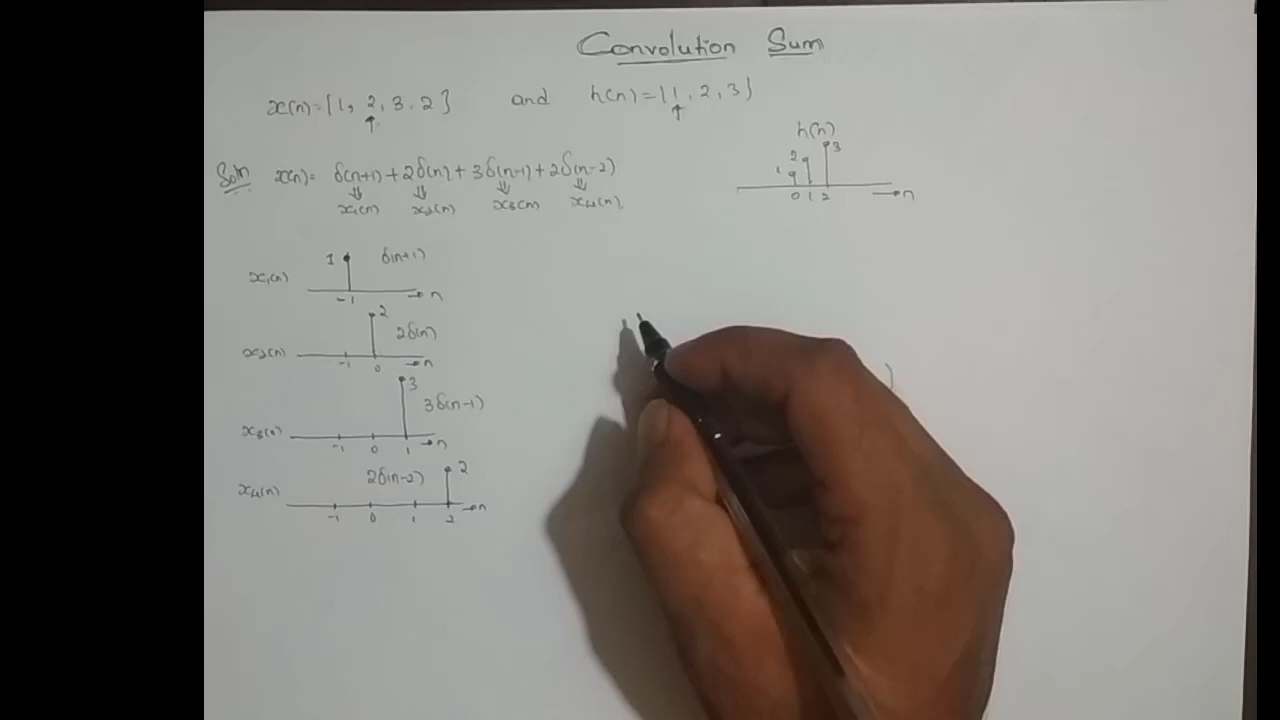 Convolution Sum
x(n)={1, 2, 3, 2} and h(n)={1, 2, 3}
↑ ↑
h(n)
2 3
1
0 1 2 → n
Soln x(n)= δ(n+1)+2δ(n)+3δ(n-1)+2δ(n-2)
⇓ ⇓ ⇓ ⇓
x1(n) x2(n) x3(n) x4(n).
1 δ(n+1)
x1(n)
-1 → n
2
2δ(n)
x2(n)
-1 0 → n
3
3δ(n-1)
x3(n)
-1 0 1 → n
2δ(n-2) 2
x4(n)
-1 0 1 2 → n